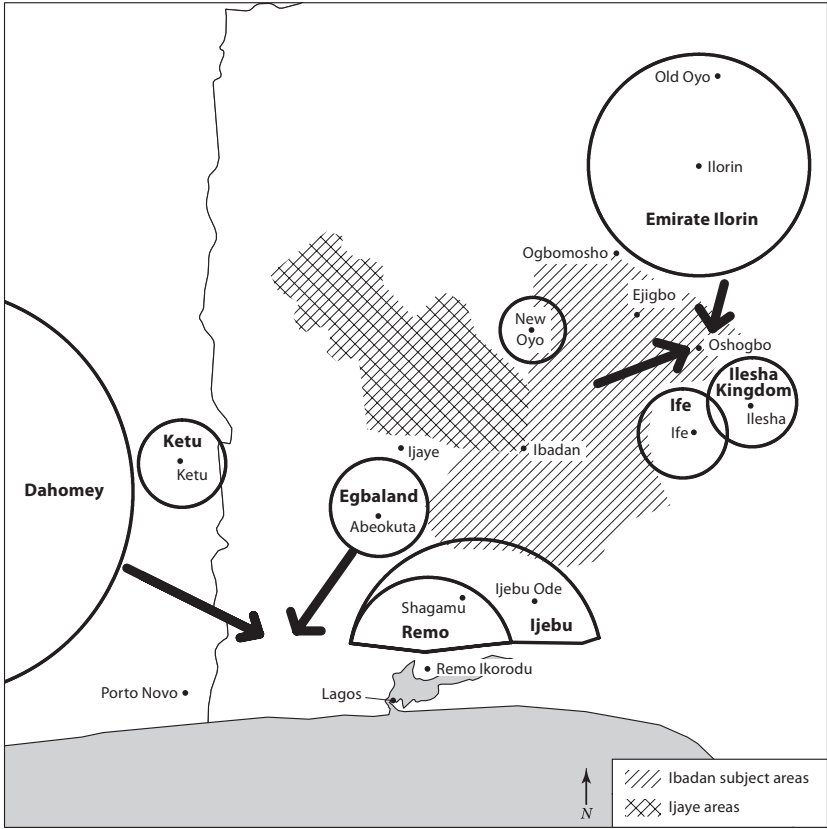 Old Oyo
Ilorin
Emirate Ilorin
Ogbomosho
Ejigbo
New
Oyo
Oshogbo
Ilesha
Kingdom
Ilesha
Ife
Ife
Ketu
Ketu
Ijaye
Ibadan
Dahomey
Egbaland
Abeokuta
Ijebu Ode
Shagamu
Ijebu
Remo
Remo Ikorodu
Porto Novo
Lagos
N
Ibadan subject areas
Ijaye areas